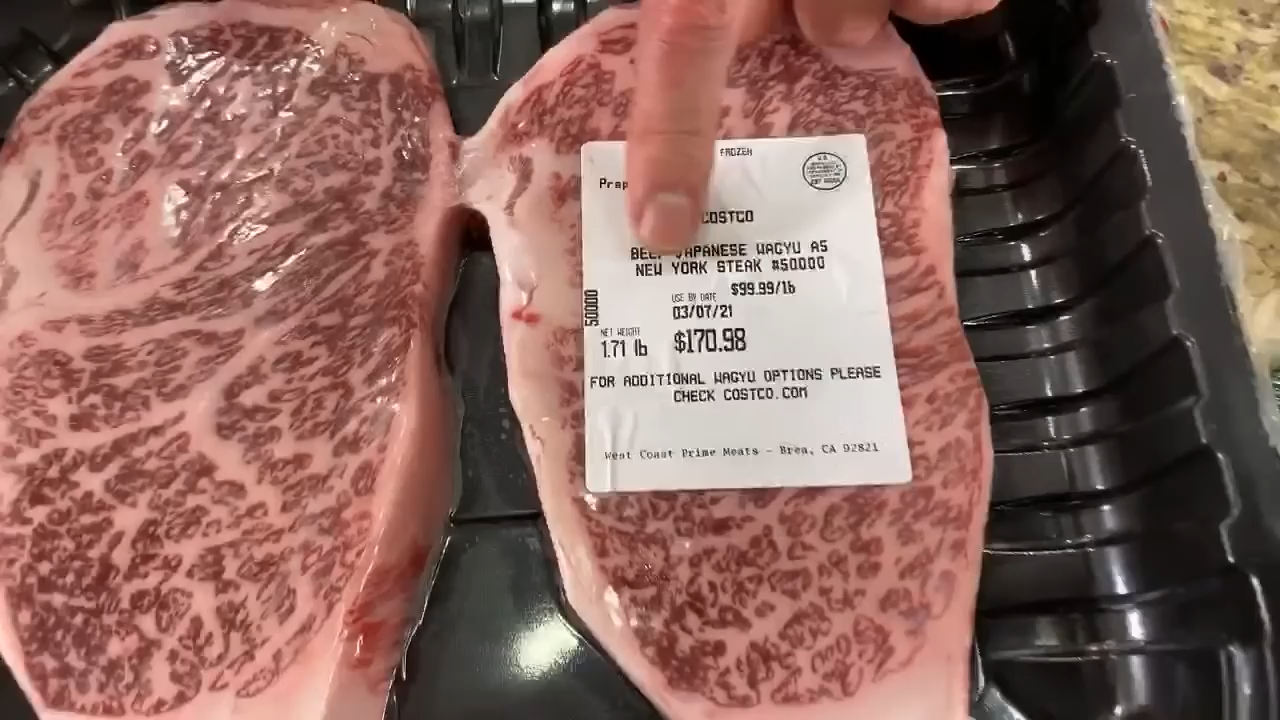 FROZEN
COSTCO
BEEF JAPANESE WAGYU A5
NEW YORK STEAK #50000
$99.99/lb
USE BY DATE
03/07/21
50000
NET WEIGHT
1.71 lb
$170.98
FOR ADDITIONAL WAGYU OPTIONS PLEASE
CHECK COSTCO.COM
West Coast Prime Meats - Brea, CA 92821